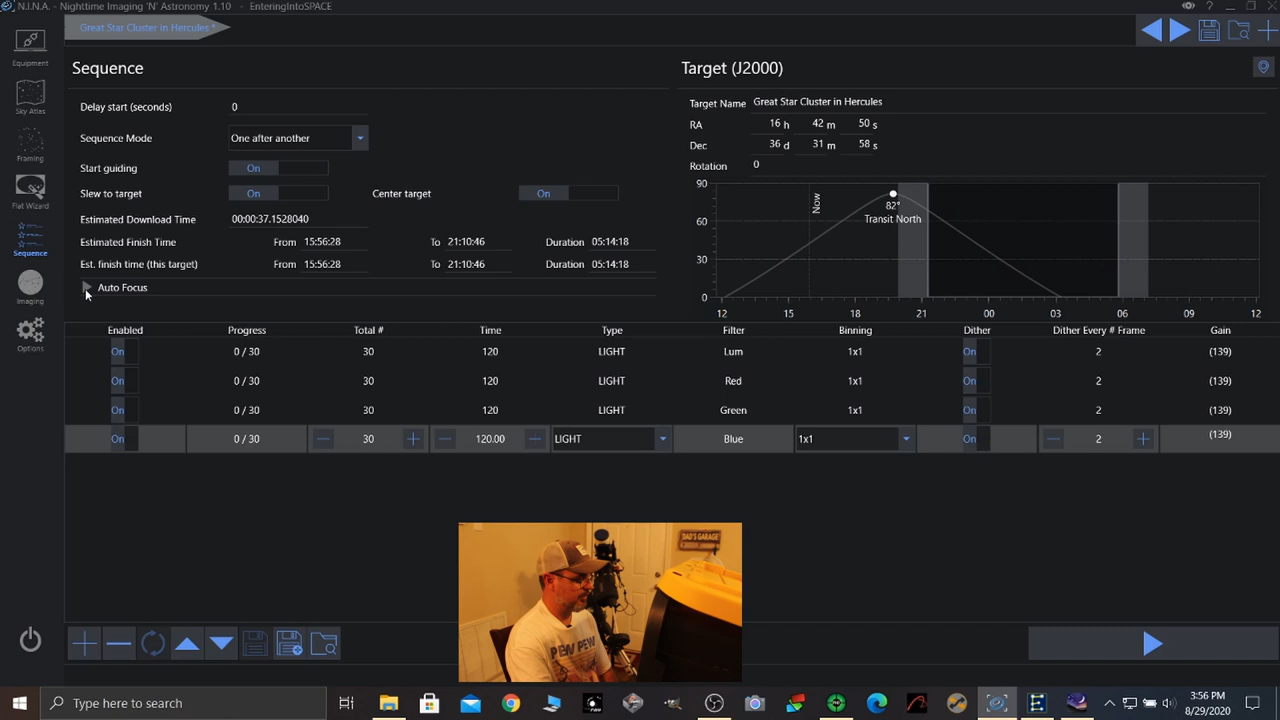 N.I.N.A. - Nighttime Imaging 'N' Astronomy 1.10 - EnteringIntoSPACE
Great Star Cluster in Hercules *
Equipment
Sky Atlas
Framing
Flat Wizard
Sequence
Imaging
Options
Sequence
Delay start (seconds) 0
Sequence Mode One after another
Start guiding On
Slew to target On Center target On
Estimated Download Time 00:00:37.1528040
Estimated Finish Time From 15:56:28 To 21:10:46 Duration 05:14:18
Est. finish time (this target) From 15:56:28 To 21:10:46 Duration 05:14:18
Auto Focus
Target (J2000)
Target Name Great Star Cluster in Hercules
RA 16 h 42 m 50 s
Dec 36 d 31 m 58 s
Rotation 0
90
60
30
0
Now
82°
Transit North
12 15 18 21 00 03 06 09 12
Enabled Progress Total # Time Type Filter Binning Dither Dither Every # Frame Gain
On 0 / 30 30 120 LIGHT Lum 1x1 On 2 (139)
On 0 / 30 30 120 LIGHT Red 1x1 On 2 (139)
On 0 / 30 30 120 LIGHT Green 1x1 On 2 (139)
On 0 / 30 30 120.00 LIGHT Blue 1x1 On 2 (139)
DAD'S GARAGE
PEW PEW
Type here to search
3:56 PM
8/29/2020